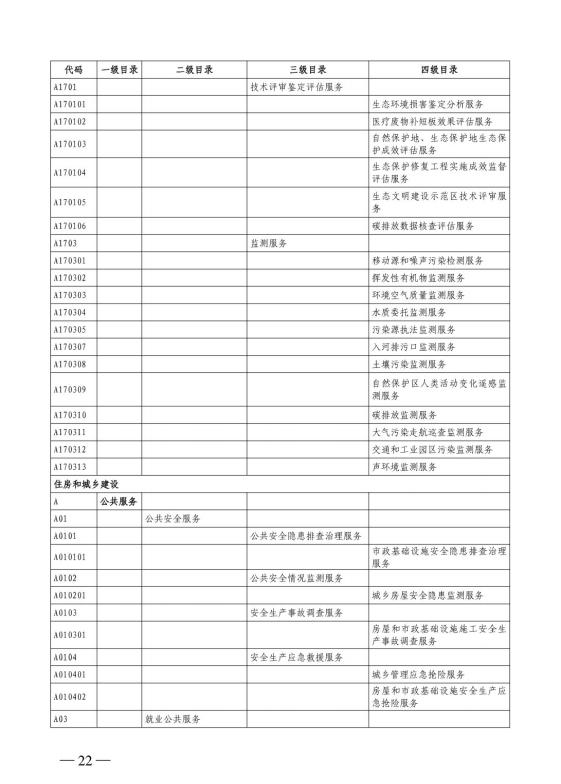 代码 一级目录 二级目录 三级目录 四级目录
A1701 技术评审鉴定评估服务
A170101 生态环境损害鉴定分析服务
A170102 医疗废物补短板效果评估服务
A170103 自然保护地、生态保护地生态保
护成效评估服务
A170104 生态保护修复工程实施成效监督
评估服务
A170105 生态文明建设示范区技术评审服
务
A170106 碳排放数据核查评估服务
A1703 监测服务
A170301 移动源和噪声污染检测服务
A170302 挥发性有机物监测服务
A170303 环境空气质量监测服务
A170304 水质委托监测服务
A170305 污染源执法监测服务
A170307 入河排污口监测服务
A170308 土壤污染监测服务
A170309 自然保护区人类活动变化遥感监
测服务
A170310 碳排放监测服务
A170311 大气污染走航巡查监测服务
A170312 交通和工业园区污染监测服务
A170313 声环境监测服务
住房和城乡建设
A 公共服务
A01 公共安全服务
A0101 公共安全隐患排查治理服务
A010101 市政基础设施安全隐患排查治理
服务
A0102 公共安全情况监测服务
A010201 城乡房屋安全隐患监测服务
A0103 安全生产事故调查服务
A010301 房屋和市政基础设施施工安全生
产事故调查服务
A0104 安全生产应急救援服务
A010401 城乡管理应急抢险服务
A010402 房屋和市政基础设施安全生产应
急抢险服务
A03 就业公共服务
— 22 —